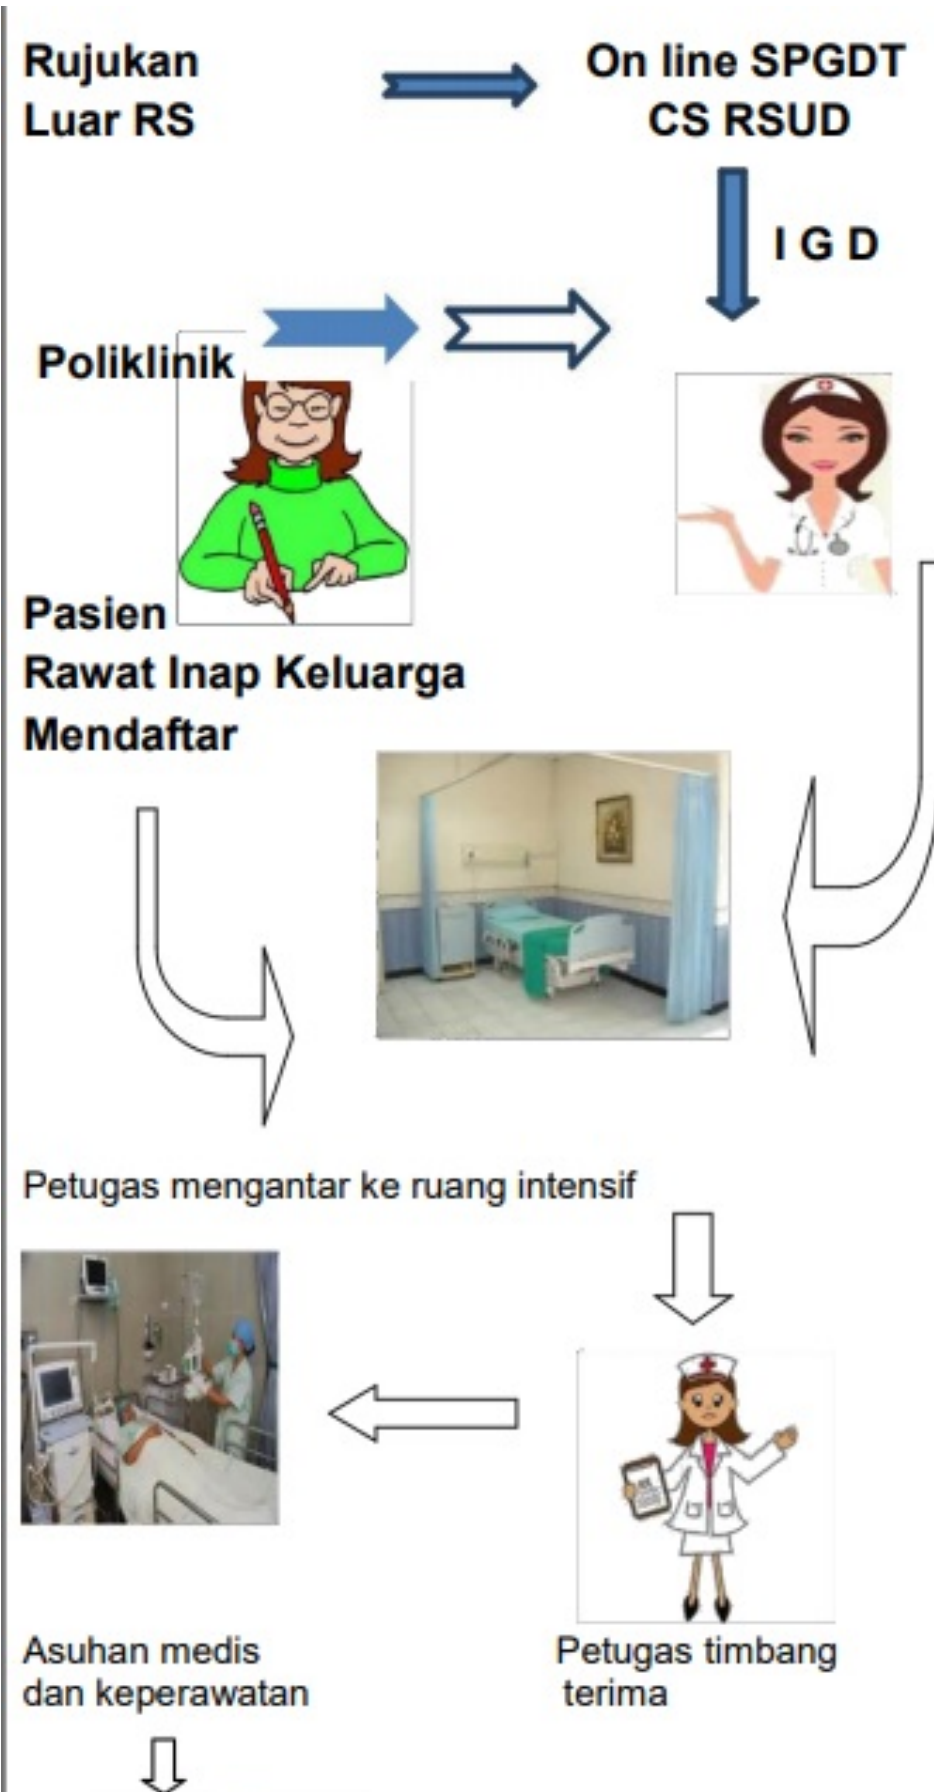 Rujukan
Luar RS
On line SPGDT
CS RSUD
I G D
Poliklinik
Pasien
Rawat Inap Keluarga
Mendaftar
Petugas mengantar ke ruang intensif
Asuhan medis
dan keperawatan
Petugas timbang
terima